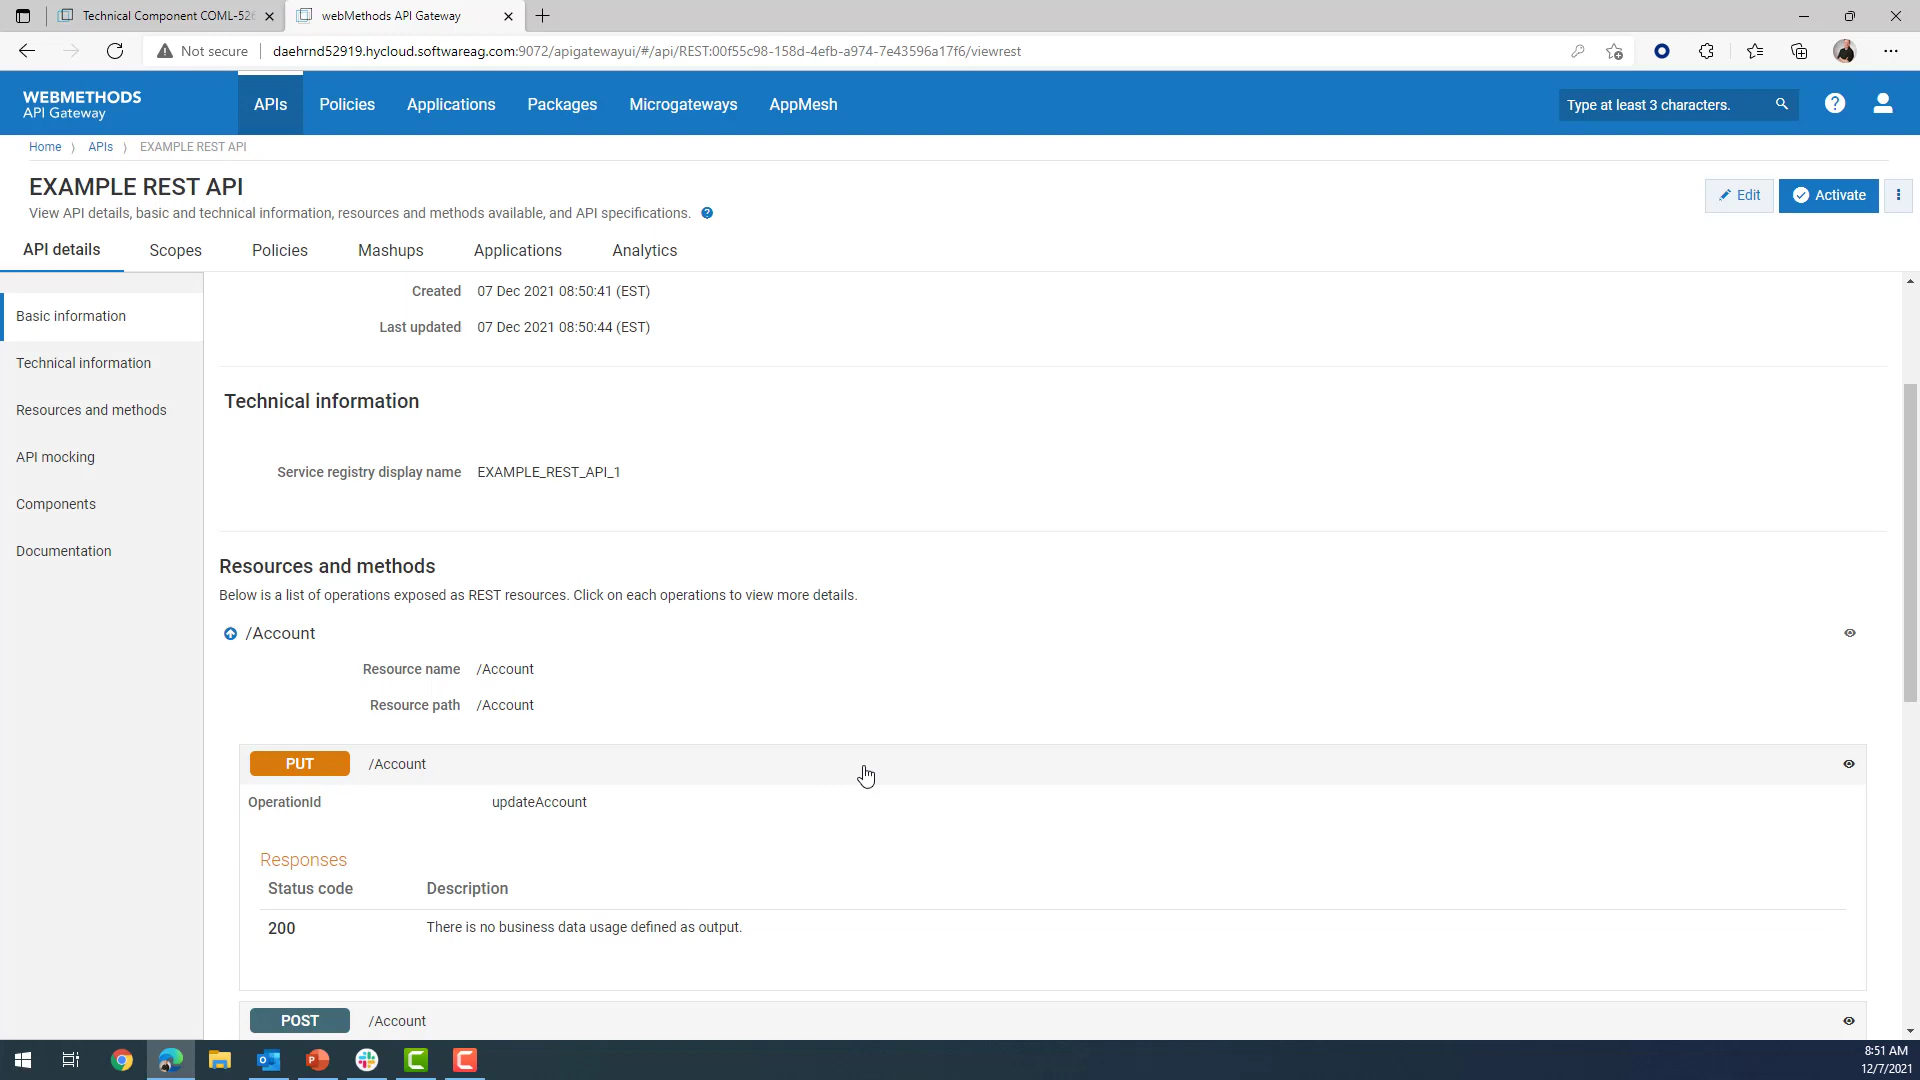 Technical Component COML-526
webMethods API Gateway
Not secure
daehrnd52919.hycloud.softwareag.com:9072/apigatewayui/#/api/REST:00f55c98-158d-4efb-a974-7e43596a17f6/viewrest
WEBMETHODS
API Gateway
APIs
Policies
Applications
Packages
Microgateways
AppMesh
Type at least 3 characters.
Home
APIs
EXAMPLE REST API
EXAMPLE REST API
Edit
Activate
View API details, basic and technical information, resources and methods available, and API specifications.
API details
Scopes
Policies
Mashups
Applications
Analytics
Basic information
Technical information
Resources and methods
API mocking
Components
Documentation
Created 07 Dec 2021 08:50:41 (EST)
Last updated 07 Dec 2021 08:50:44 (EST)
Technical information
Service registry display name EXAMPLE_REST_API_1
Resources and methods
Below is a list of operations exposed as REST resources. Click on each operations to view more details.
/Account
Resource name /Account
Resource path /Account
PUT /Account
OperationId updateAccount
Responses
Status code Description
200 There is no business data usage defined as output.
POST /Account
8:51 AM
12/7/2021